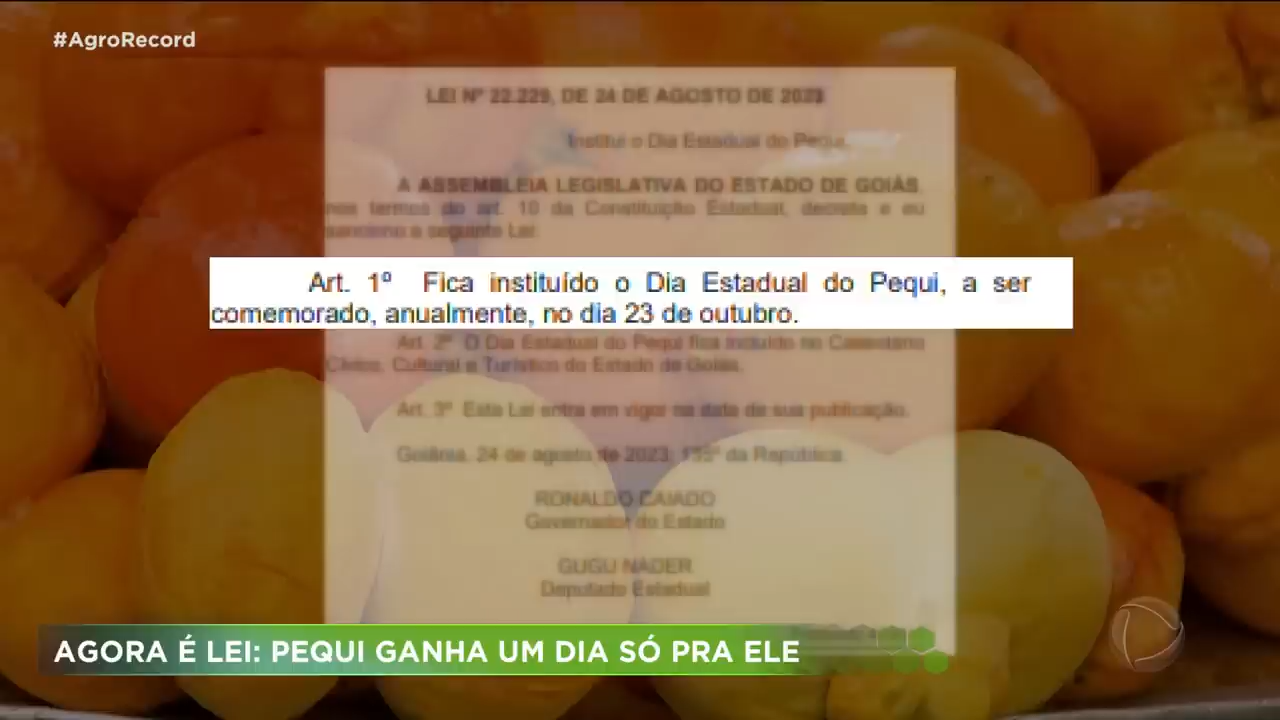 #AgroRecord
LEI Nº 22.229, DE 24 DE AGOSTO DE 2023
Institui o Dia Estadual do Pequi.
A ASSEMBLEIA LEGISLATIVA DO ESTADO DE GOIÁS,
nos termos do art. 10 da Constituição Estadual, decreta e eu
sanciono a seguinte Lei:
Art. 1º Fica instituído o Dia Estadual do Pequi, a ser
comemorado, anualmente, no dia 23 de outubro.
Art. 2º O Dia Estadual do Pequi fica incluído no Calendário
Cívico, Cultural e Turístico do Estado de Goiás.
Art. 3º Esta Lei entra em vigor na data de sua publicação.
Goiânia, 24 de agosto de 2023; 135º da República.
RONALDO CAIADO
Governador do Estado
GUGU NADER
Deputado Estadual
AGORA É LEI: PEQUI GANHA UM DIA SÓ PRA ELE